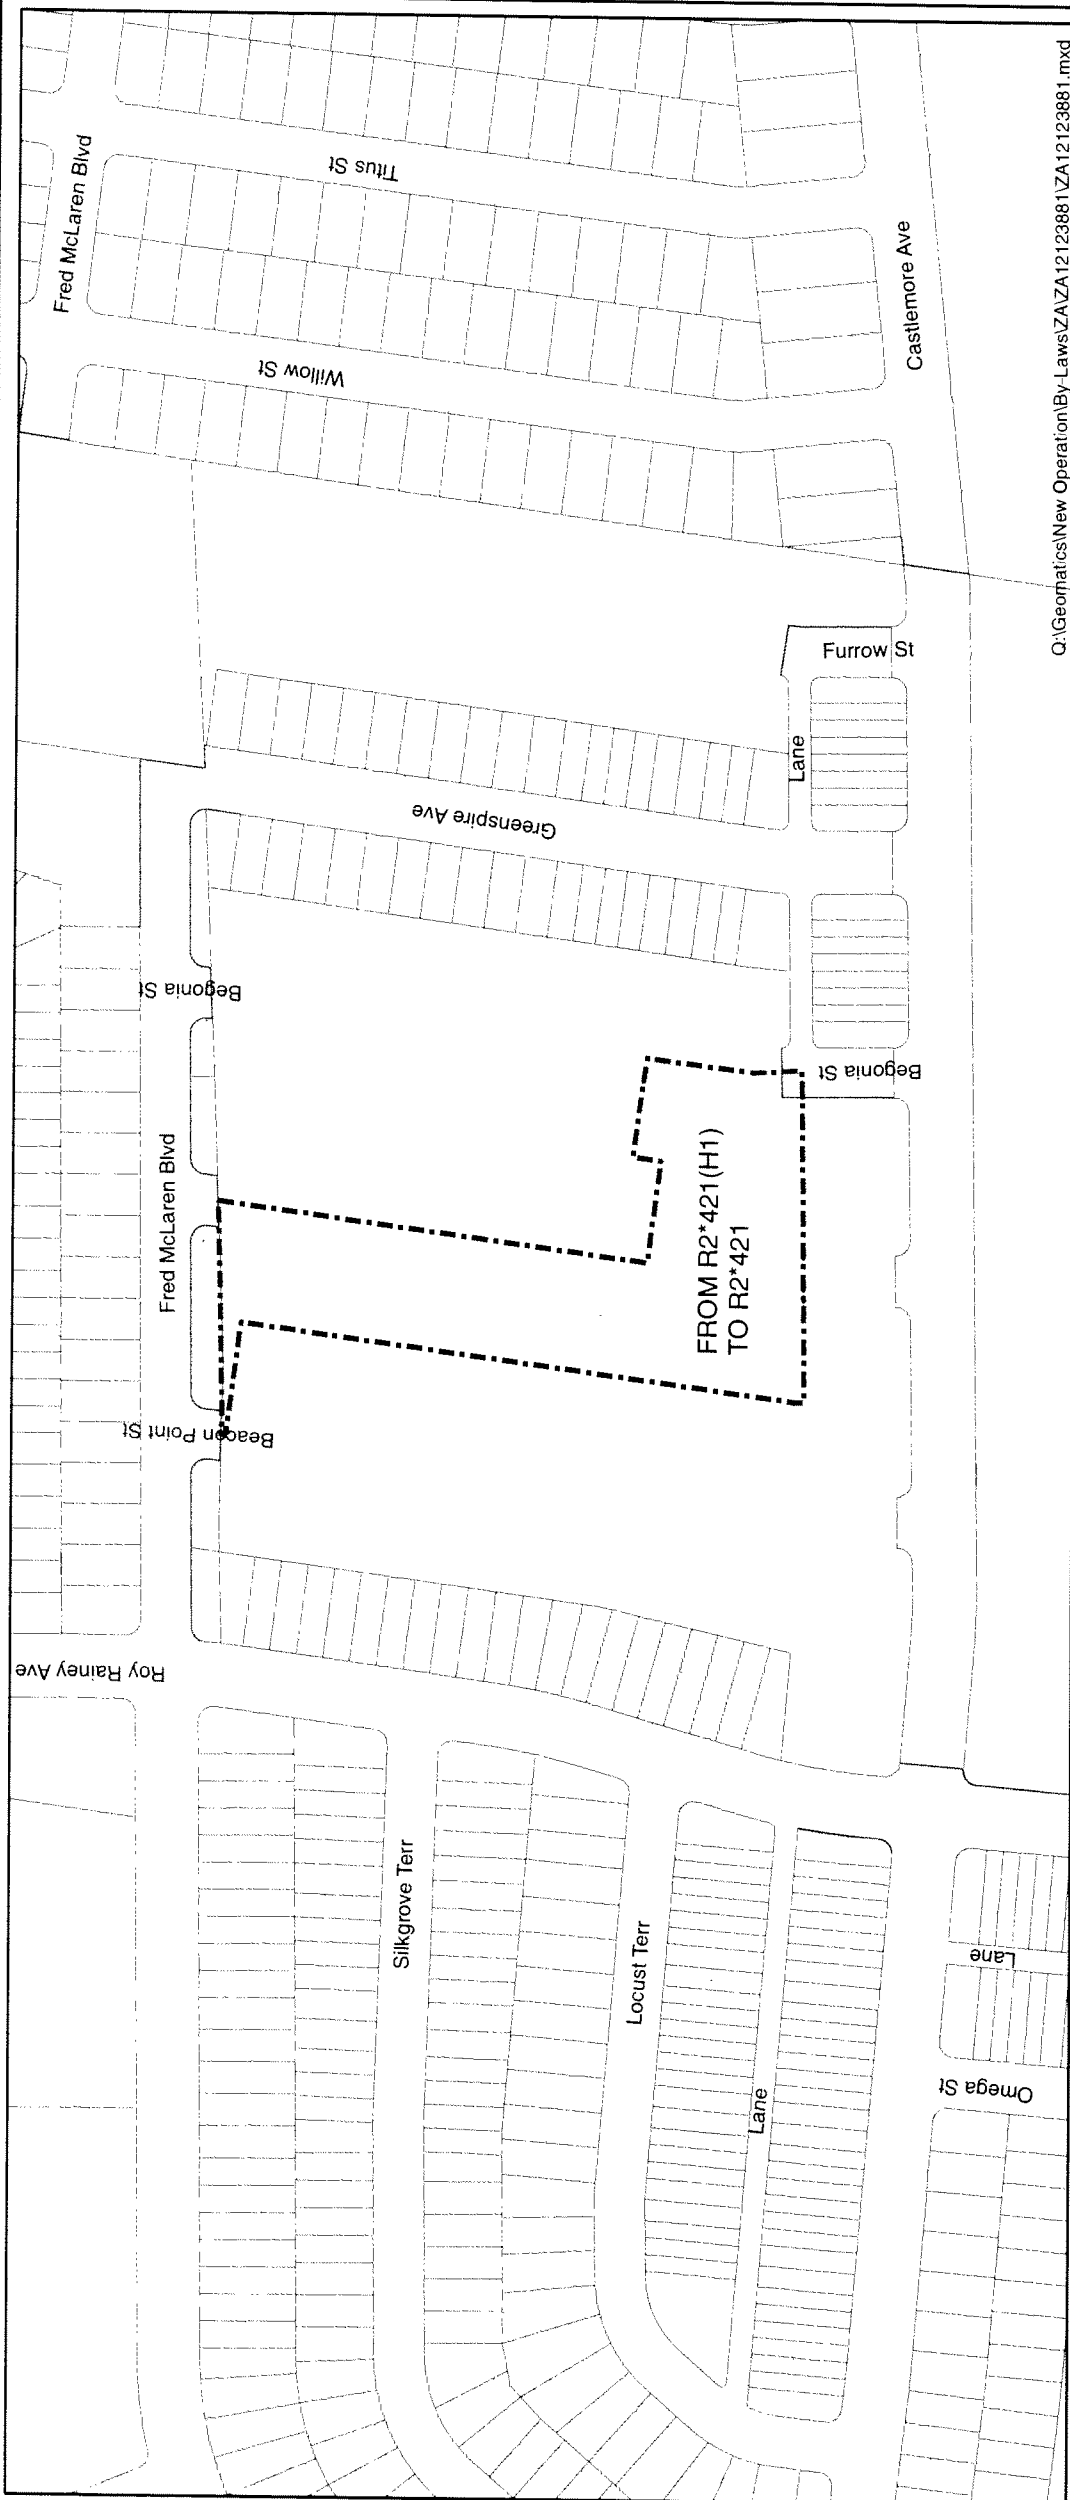 Fred McLaren Blvd
Titus St
Willow St
Castlemore Ave
Furrow St
Lane
Greenspire Ave
Begonia St
Begonia St
Fred McLaren Blvd
FROM R2*421(H1)
TO R2*421
Beacon Point St
Roy Rainey Ave
Silkgrove Terr
Locust Terr
Lane
Lane
Omega St
Q:\Geomatics\New Operation\By-Laws\ZA\ZA12123881\ZA12123881.mxd